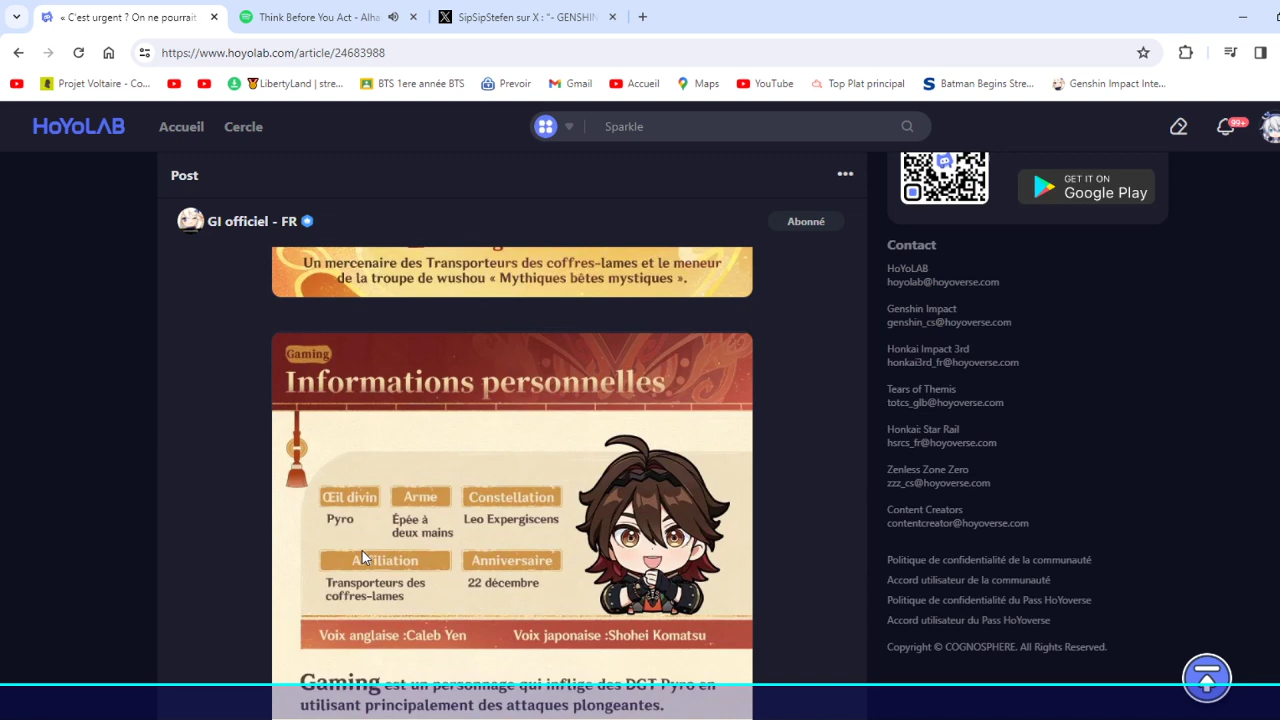 « C'est urgent ? On ne pourrait
Think Before You Act - Alha
SipSipStefen sur X : "- GENSHIN
https://www.hoyolab.com/article/24683988
Projet Voltaire - Co...
LibertyLand | stre...
BTS 1ere année BTS
Prevoir
Gmail
Accueil
Maps
YouTube
Top Plat principal
Batman Begins Stre...
Genshin Impact Inte...
HoYoLAB
Accueil
Cercle
Sparkle
99+
Post
GI officiel - FR
Abonné
Un mercenaire des Transporteurs des coffres-lames et le meneur
de la troupe de wushou « Mythiques bêtes mystiques ».
Gaming
Informations personnelles
Œil divin
Arme
Constellation
Pyro
Épée à
deux mains
Leo Expergiscens
Affiliation
Anniversaire
Transporteurs des
coffres-lames
22 décembre
Voix anglaise :Caleb Yen
Voix japonaise :Shohei Komatsu
Gaming est un personnage qui inflige des DGT Pyro en
utilisant principalement des attaques plongeantes.
GET IT ON
Google Play
Contact
HoYoLAB
hoyolab@hoyoverse.com
Genshin Impact
genshin_cs@hoyoverse.com
Honkai Impact 3rd
honkai3rd_fr@hoyoverse.com
Tears of Themis
totcs_glb@hoyoverse.com
Honkai: Star Rail
hsrcs_fr@hoyoverse.com
Zenless Zone Zero
zzz_cs@hoyoverse.com
Content Creators
contentcreator@hoyoverse.com
Politique de confidentialité de la communauté
Accord utilisateur de la communauté
Politique de confidentialité du Pass HoYoverse
Accord utilisateur du Pass HoYoverse
Copyright © COGNOSPHERE. All Rights Reserved.